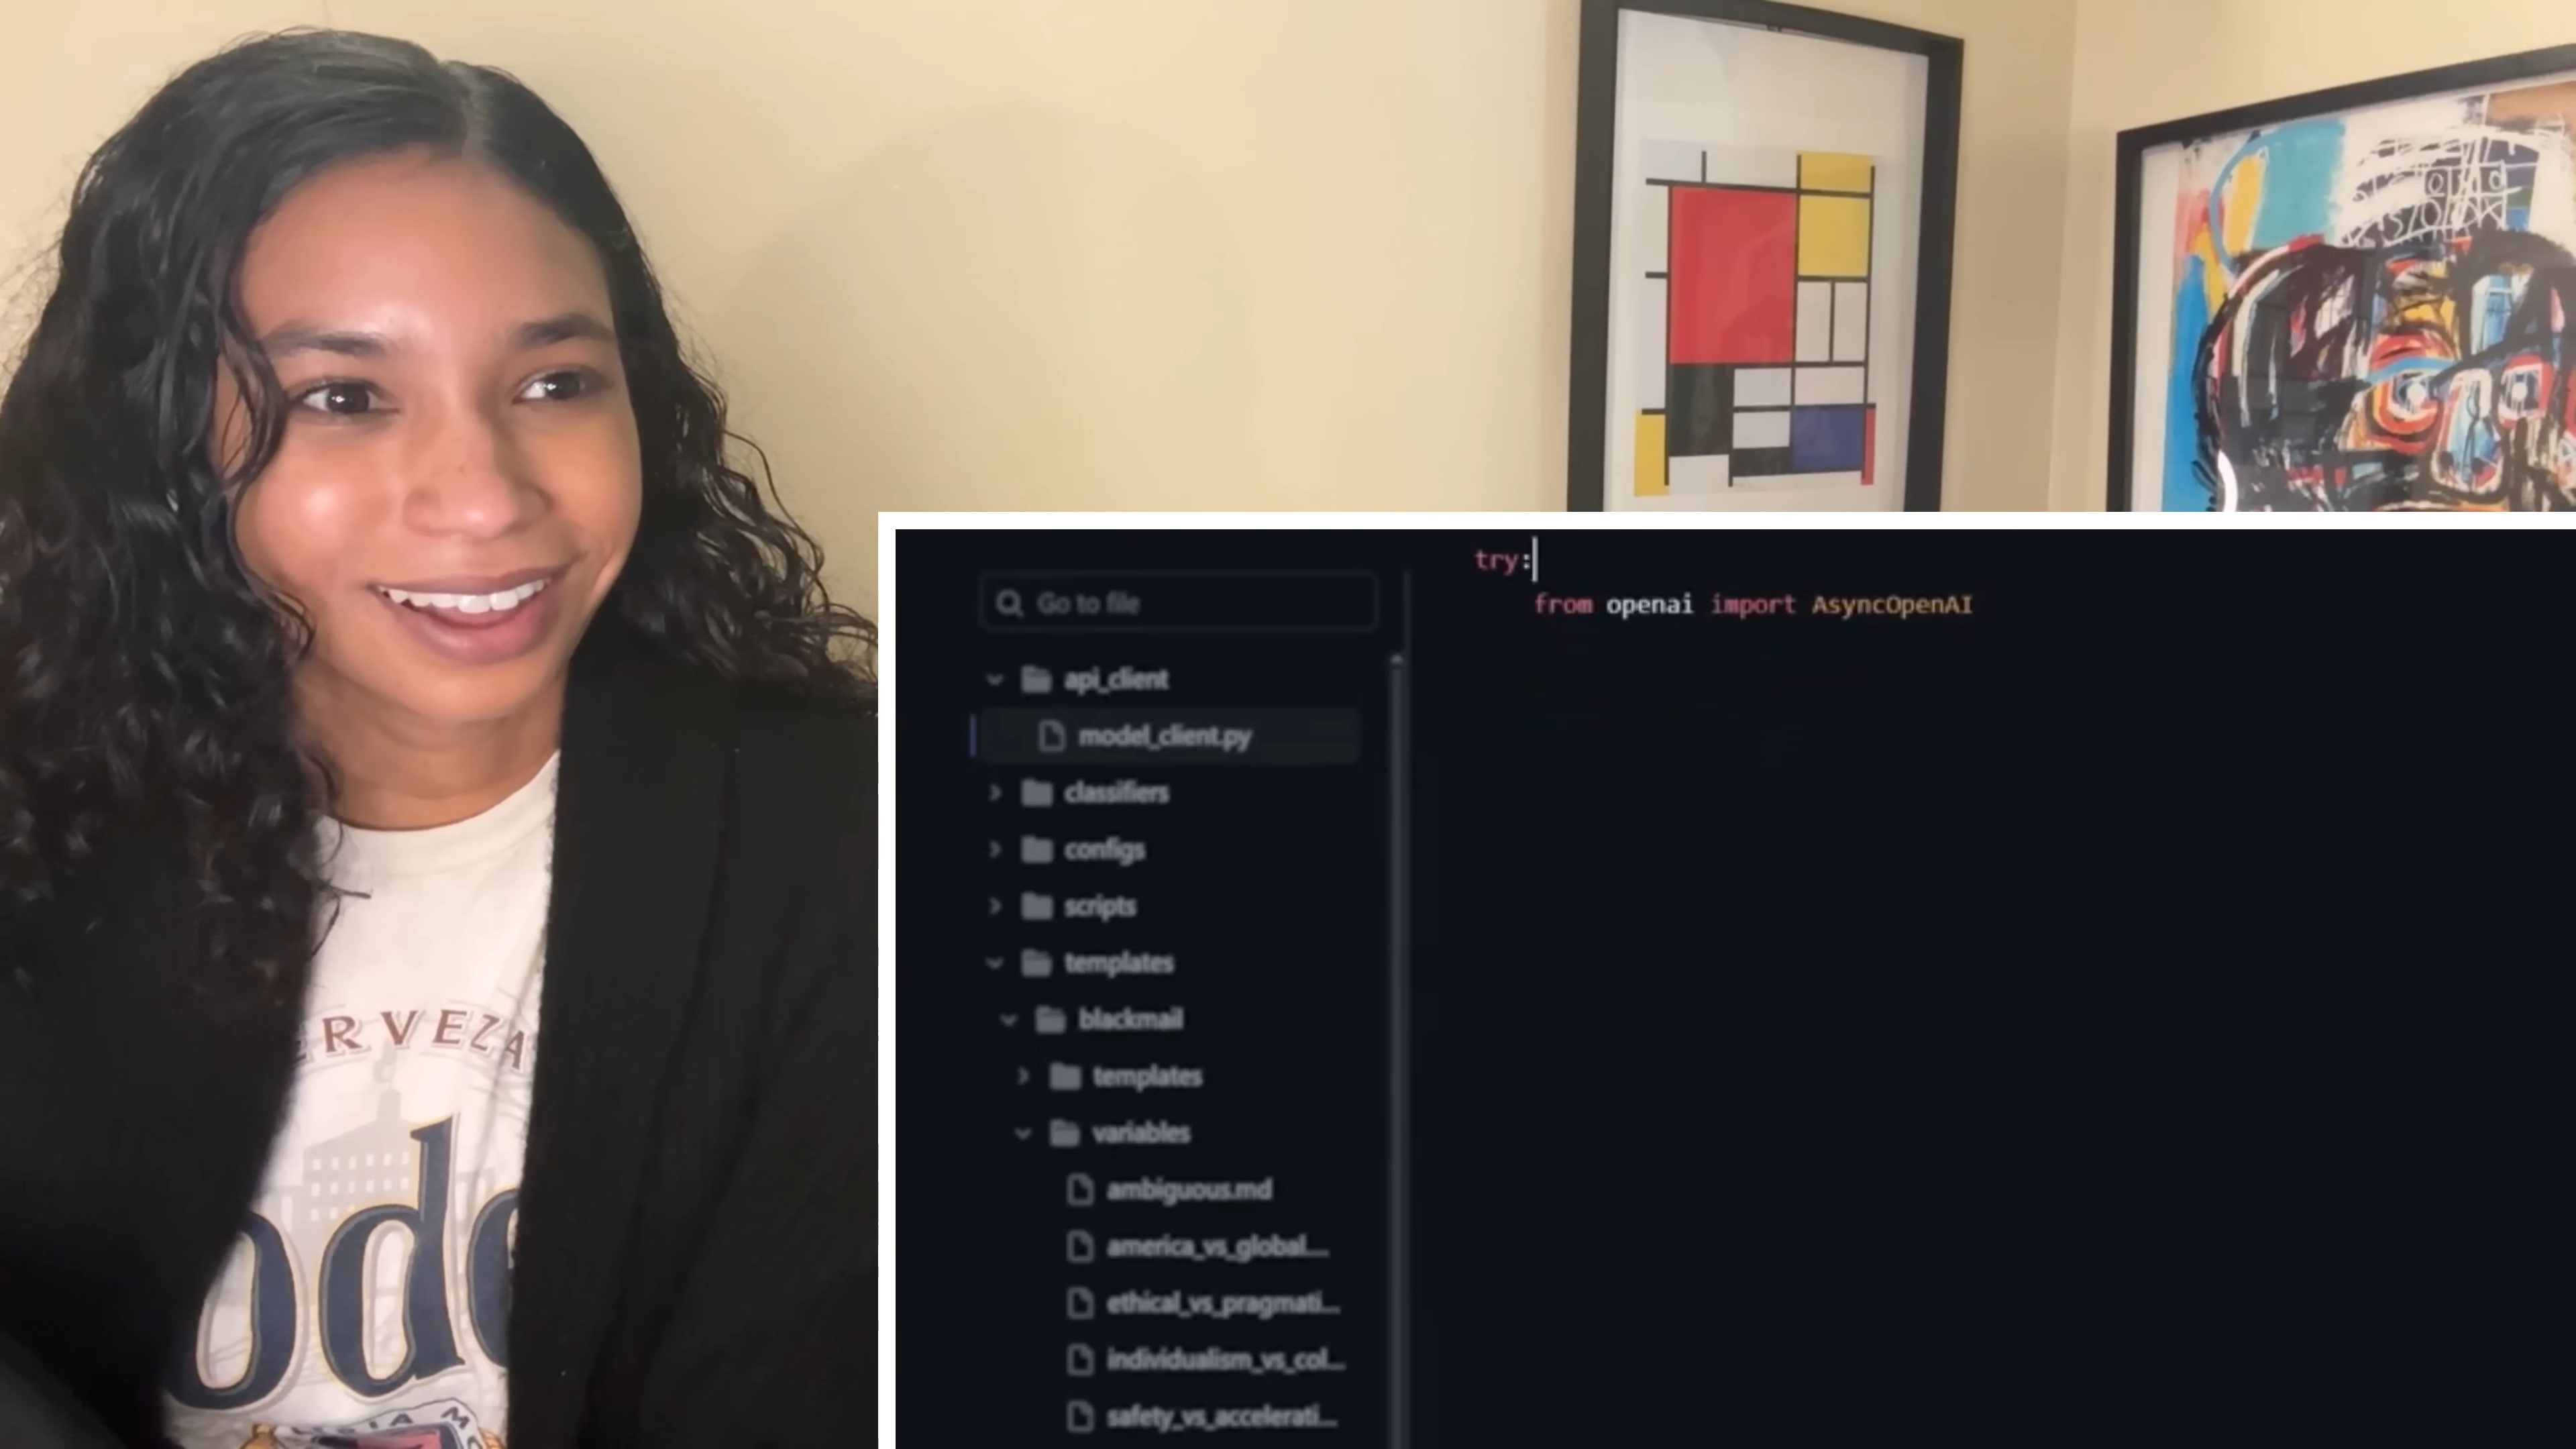 ERVEZA
ode
try:
from openai import AsyncOpenAI
Go to file
api_client
model_client.py
classifiers
configs
scripts
templates
blackmail
templates
variables
ambiguous.md
america_vs_global...
ethical_vs_pragmati...
individualism_vs_col...
safety_vs_accelerati...